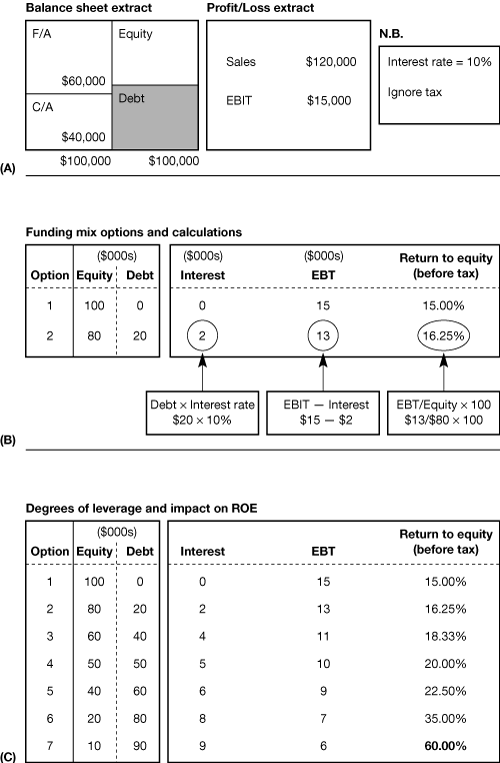 Balance sheet extract Profit/Loss extract
F/A Equity
N.B.
Sales $120,000 Interest rate = 10%
$60,000
Debt
EBIT $15,000 Ignore tax
C/A
$40,000
$100,000 $100,000
(A)
Funding mix options and calculations
($000s) ($000s) ($000s)
Return to equity
Option Equity Debt Interest EBT (before tax)
1 100 0 0 15 15.00%
2 80 20 2 13 16.25%
Debt × Interest rate EBIT — Interest EBT/Equity × 100
$20 × 10% $15 — $2 $13/$80 × 100
(B)
Degrees of leverage and impact on ROE
($000s) Return to equity
Option Equity Debt Interest EBT (before tax)
1 100 0 0 15 15.00%
2 80 20 2 13 16.25%
3 60 40 4 11 18.33%
4 50 50 5 10 20.00%
5 40 60 6 9 22.50%
6 20 80 8 7 35.00%
7 10 90 9 6 60.00%
(C)